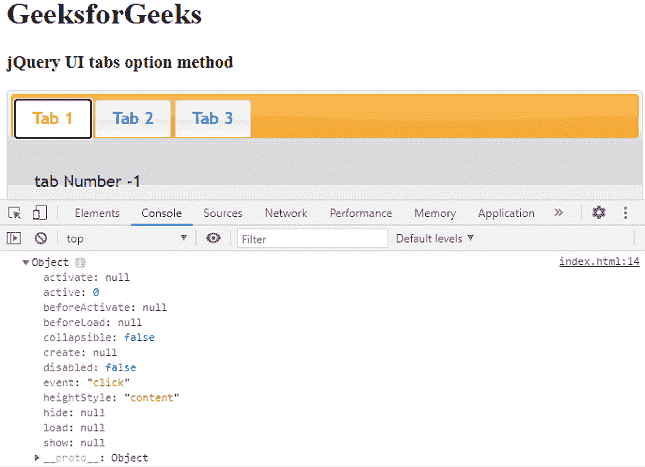 GeeksforGeeks
jQuery UI tabs option method
Tab 1 Tab 2 Tab 3
tab Number -1
Elements Console Sources Network Performance Memory Application »
top Filter Default levels
Object index.html:14
activate: null
active: 0
beforeActivate: null
beforeLoad: null
collapsible: false
create: null
disabled: false
event: "click"
heightStyle: "content"
hide: null
load: null
show: null
__proto__: Object